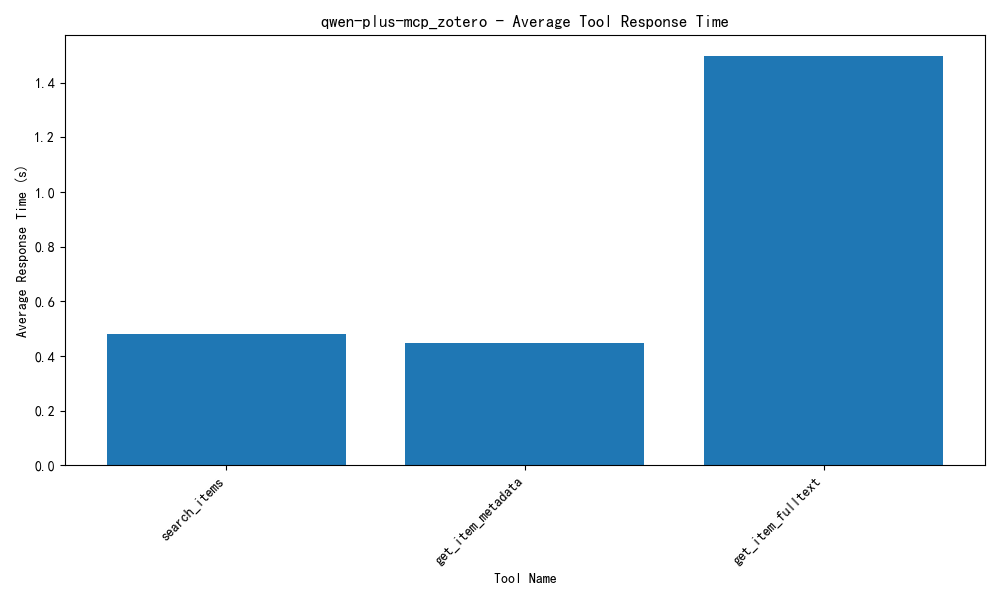 qwen-plus-mcp_zotero - Average Tool Response Time
Average Response Time (s)
1.4
1.2
1.0
0.8
0.6
0.4
0.2
0.0
search_items
get_item_metadata
get_item_fulltext
Tool Name